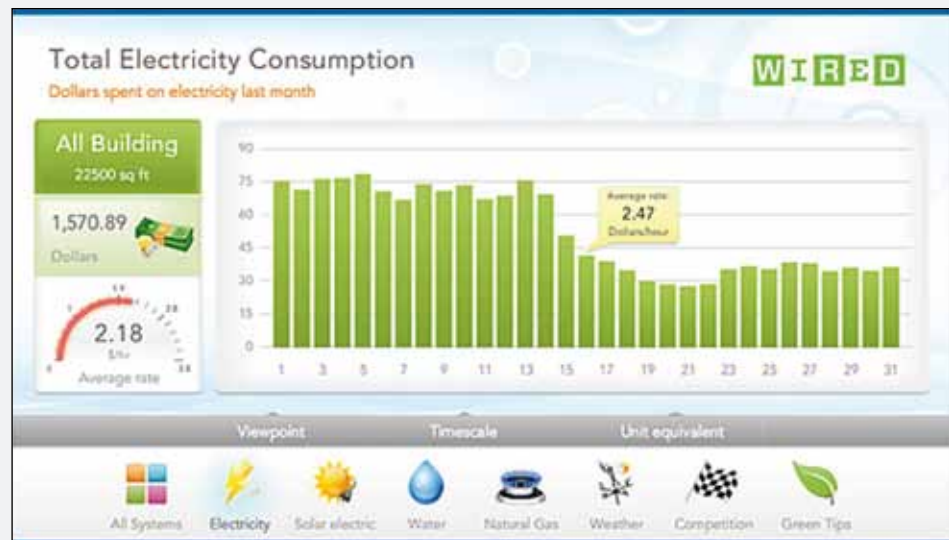 Total Electricity Consumption
Dollars spent on electricity last month
WIRED
All Building
22500 sq ft
1,570.89
Dollars
2.18
$/hr
Average rate
90
75
60
45
30
15
0
Average rate:
2.47
Dollars/hour
1 3 5 7 9 11 13 15 17 19 21 23 25 27 29 31
Viewpoint Timescale Unit equivalent
All Systems Electricity Solar electric Water Natural Gas Weather Competition Green Tips